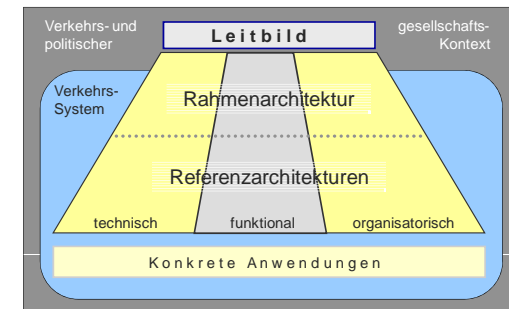 Verkehrs- und
politischer
Leitbild
gesellschafts-
Kontext
Verkehrs-
System
Rahmenarchitektur
Referenzarchitekturen
technisch
funktional
organisatorisch
Konkrete Anwendungen